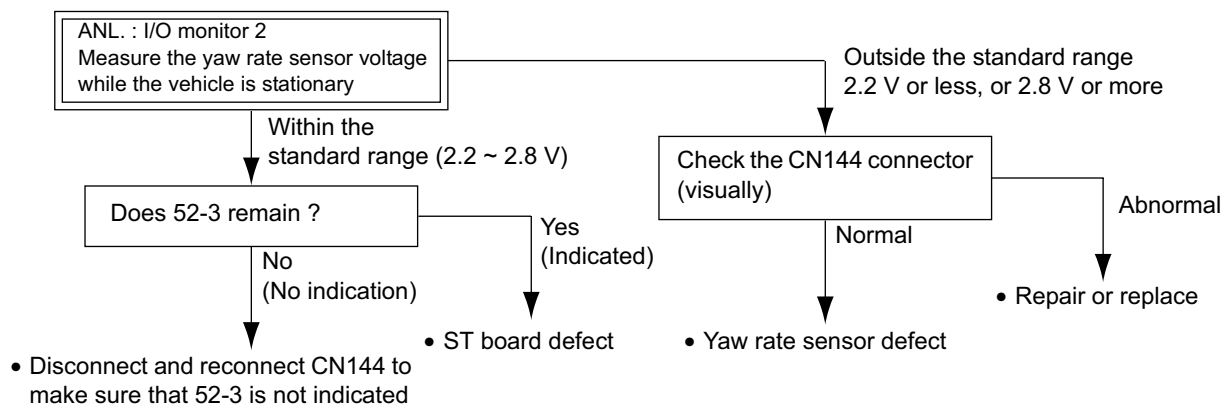 ANL. : I/O monitor 2
Measure the yaw rate sensor voltage
while the vehicle is stationary
Outside the standard range
2.2 V or less, or 2.8 V or more
Within the
standard range (2.2 ~ 2.8 V)
Check the CN144 connector
(visually)
Does 52-3 remain ?
Abnormal
Yes
(Indicated)
Normal
No
(No indication)
• Repair or replace
• ST board defect
• Yaw rate sensor defect
• Disconnect and reconnect CN144 to
make sure that 52-3 is not indicated